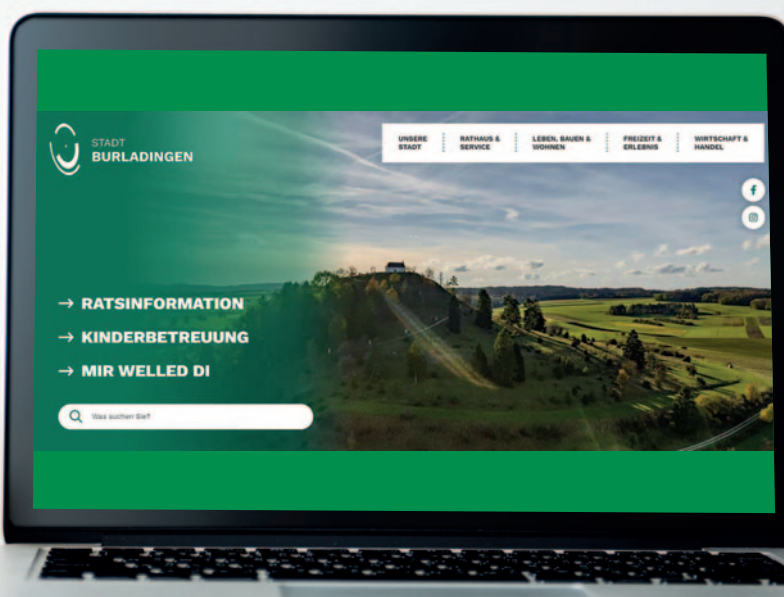 STADT
BURLADINGEN
UNSERE
STADT
RATHAUS &
SERVICE
LEBEN, BAUEN &
WOHNEN
FREIZEIT &
ERLEBNIS
WIRTSCHAFT &
HANDEL
→ RATSINFORMATION
→ KINDERBETREUUNG
→ MIR WELLED DI
Was suchen Sie?